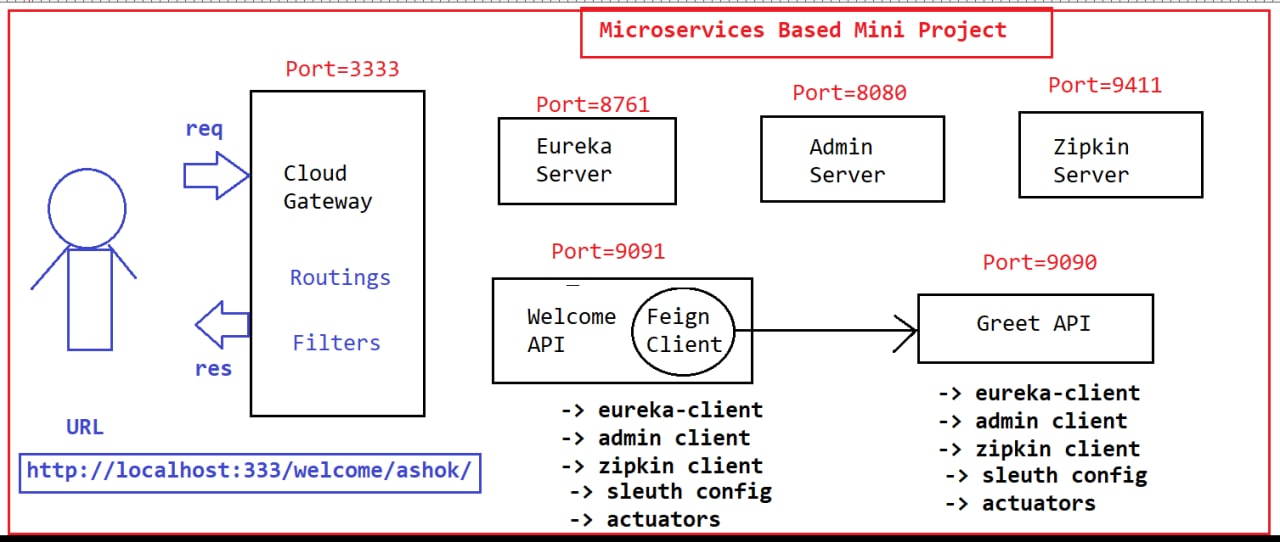 Microservices Based Mini Project
Port=3333
req
Cloud
Gateway
Routings
Filters
res
URL
http://localhost:333/welcome/ashok/
Port=8761
Eureka
Server
Port=8080
Admin
Server
Port=9411
Zipkin
Server
Port=9091
Welcome
API
Feign
Client
-> eureka-client
-> admin client
-> zipkin client
-> sleuth config
-> actuators
Port=9090
Greet API
-> eureka-client
-> admin client
-> zipkin client
-> sleuth config
-> actuators